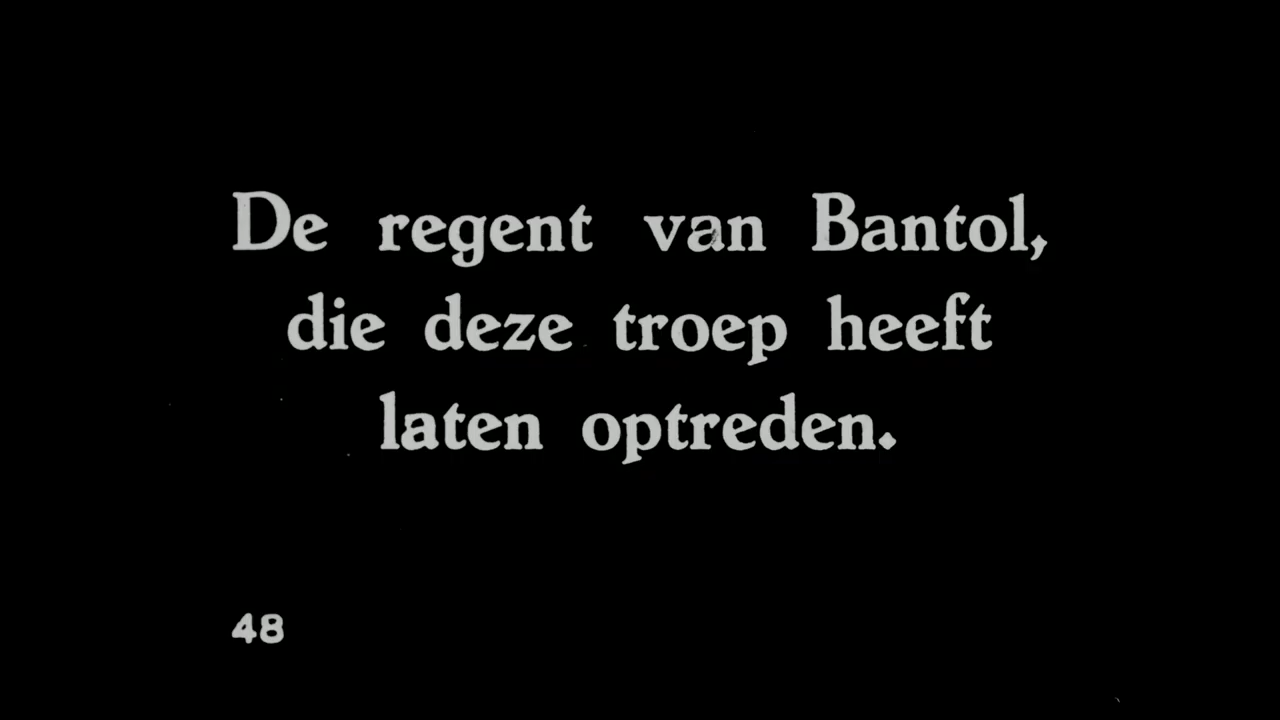 De regent van Bantol,
die deze troep heeft
laten optreden.
48